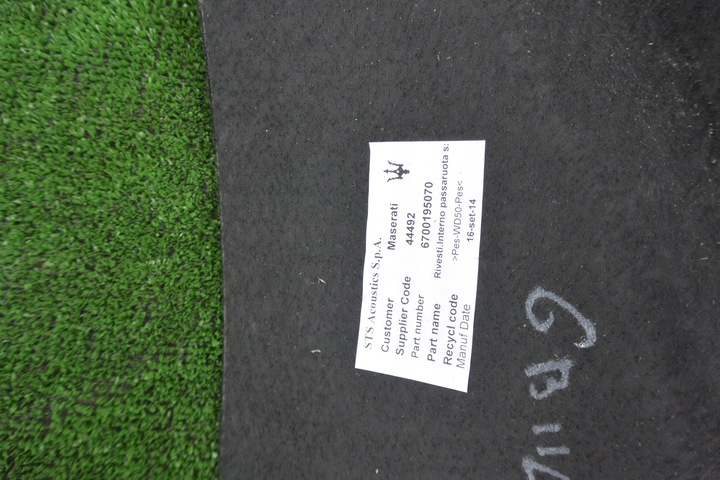 STS Acoustics S.p.A.
Customer Maserati
Supplier Code 44492
Part number 6700195070
Part name Rivesti.Interno passaruota s:
Recycl code >Pes-WD50-Pes<
Manuf Date 16-set-14